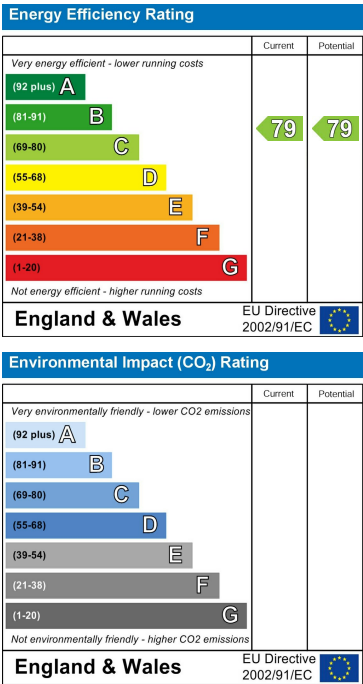 Energy Efficiency Rating
Current Potential
Very energy efficient - lower running costs
(92 plus) A
(81-91) B
79 79
(69-80) C
(55-68) D
(39-54) E
(21-38) F
(1-20) G
Not energy efficient - higher running costs
England & Wales
EU Directive
2002/91/EC
Environmental Impact (CO₂) Rating
Current Potential
Very environmentally friendly - lower CO2 emissions
(92 plus) A
(81-91) B
(69-80) C
(55-68) D
(39-54) E
(21-38) F
(1-20) G
Not environmentally friendly - higher CO2 emissions
England & Wales
EU Directive
2002/91/EC